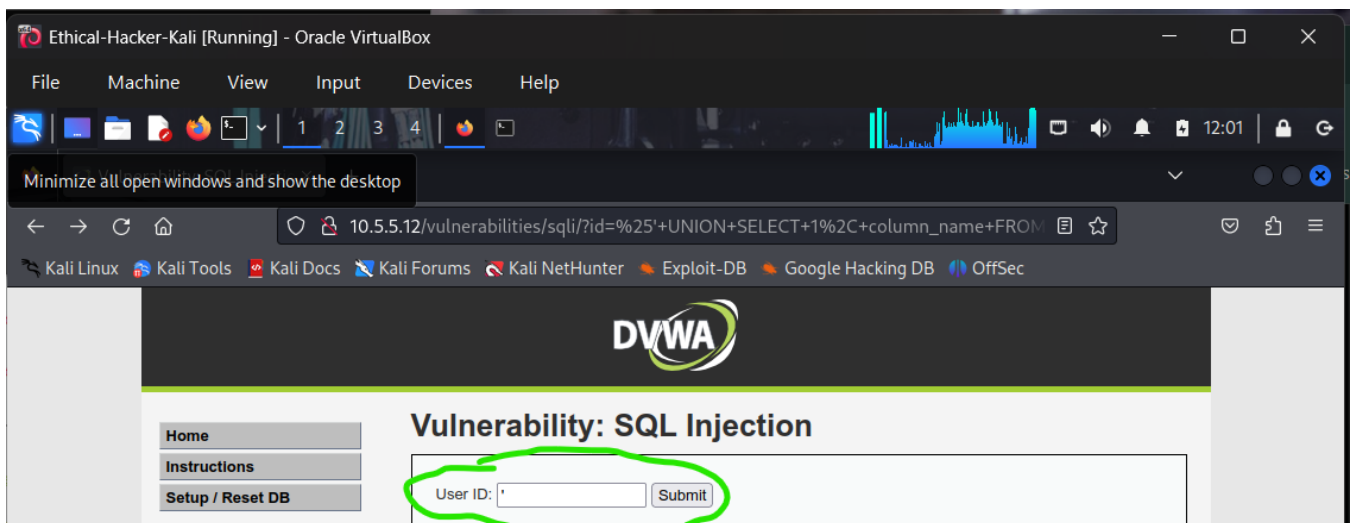 Ethical-Hacker-Kali [Running] - Oracle VirtualBox
File Machine View Input Devices Help
1 2 3 4 12:01
Minimize all open windows and show the desktop
10.5.5.12/vulnerabilities/sqli/?id=%25'+UNION+SELECT+1%2C+column_name+FROM
Kali Linux Kali Tools Kali Docs Kali Forums Kali NetHunter Exploit-DB Google Hacking DB OffSec
DVWA
Vulnerability: SQL Injection
Home
Instructions
Setup / Reset DB
User ID: ' Submit